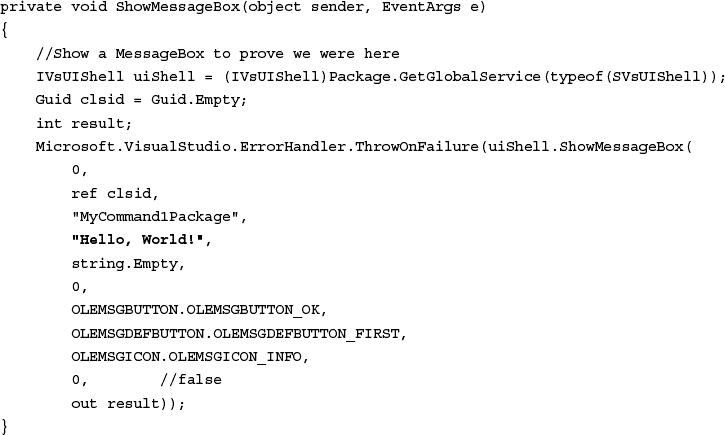 private void ShowMessageBox(object sender, EventArgs e)
{
    //Show a MessageBox to prove we were here
    IVsUIShell uiShell = (IVsUIShell)Package.GetGlobalService(typeof(SVsUIShell));
    Guid clsid = Guid.Empty;
    int result;
    Microsoft.VisualStudio.ErrorHandler.ThrowOnFailure(uiShell.ShowMessageBox(
        0,
        ref clsid,
        "MyCommand1Package",
        "Hello, World!",
        string.Empty,
        0,
        OLEMSGBUTTON.OLEMSGBUTTON_OK,
        OLEMSGDEFBUTTON.OLEMSGDEFBUTTON_FIRST,
        OLEMSGICON.OLEMSGICON_INFO,
        0,        //false
        out result));
}